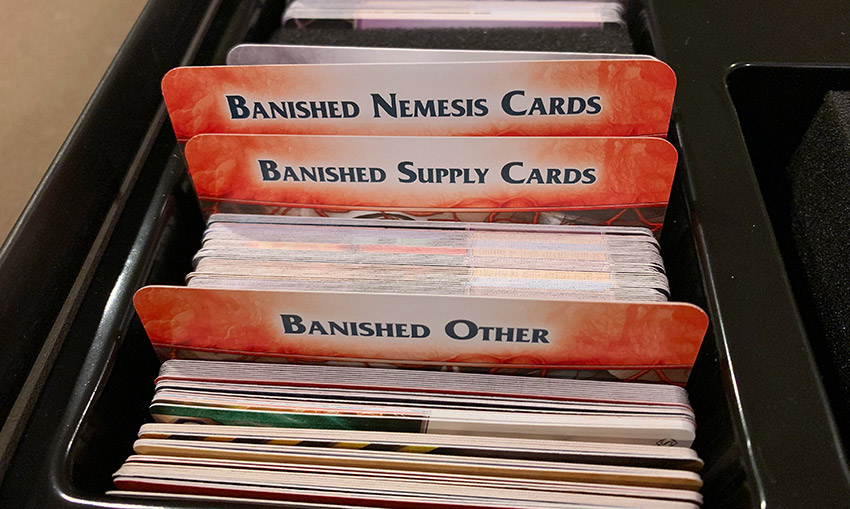 Banished Nemesis Cards
Banished Supply Cards
Banished Other